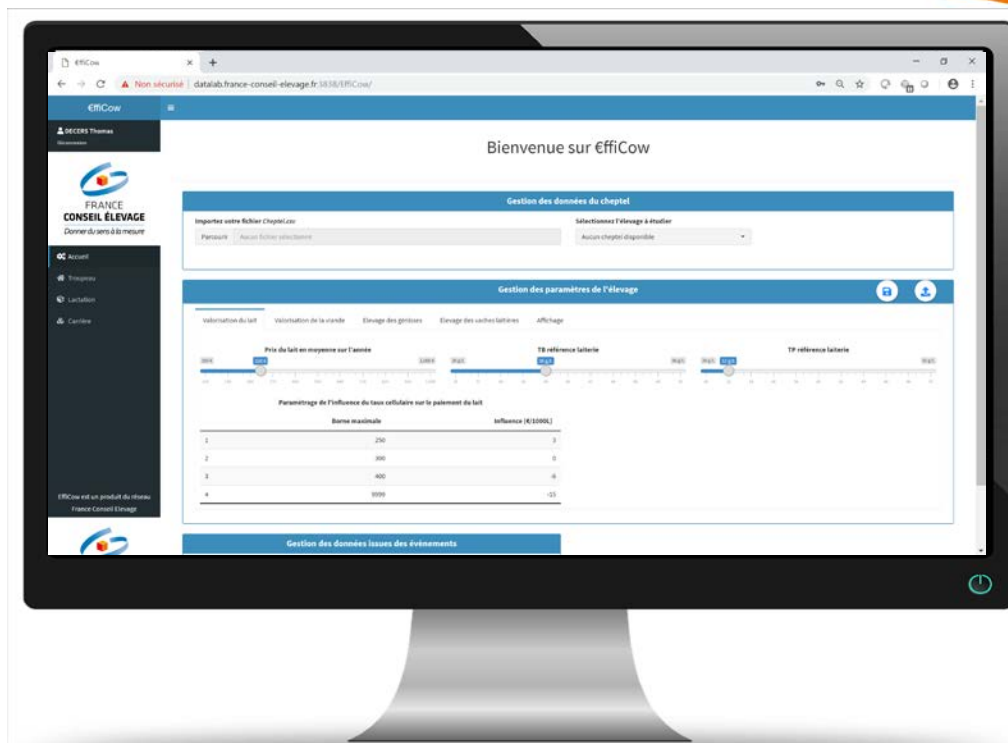 €ffiCow
Non sécurisé | datalab.france-conseil-elevage.fr:3838/EffiCow/
€ffiCow
DECERS Thomas
Déconnexion
FRANCE
CONSEIL ÉLEVAGE
Donner du sens à la mesure
Accueil
Troupeau
Lactation
Carrière
EffiCow est un produit du réseau
France Conseil Elevage
Bienvenue sur €ffiCow
Gestion des données du cheptel
Importez votre fichier Cheptel.csv
Sélectionnez l'élevage à étudier
Parcourir Aucun fichier sélectionné
Aucun cheptel disponible
Gestion des paramètres de l'élevage
Valorisation du lait Valorisation de la viande Elevage des génisses Elevage des vaches laitières Affichage
Prix du lait en moyenne sur l'année
TB référence laiterie
TP référence laiterie
Paramétrage de l'influence du taux cellulaire sur le paiement du lait
Borne maximale Influence (€/1000L)
1 250 3
2 300 0
3 400 -6
4 9999 -15
Gestion des données issues des évènements